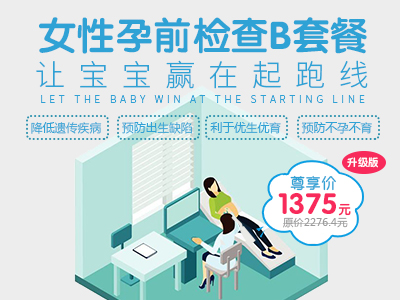 女性孕前检查B套餐
让宝宝赢在起跑线
LET THE BABY WIN AT THE STARTING LINE
降低遗传疾病 预防出生缺陷 利于优生优育 预防不孕不育
升级版
尊享价
1375元
原价2276.4元